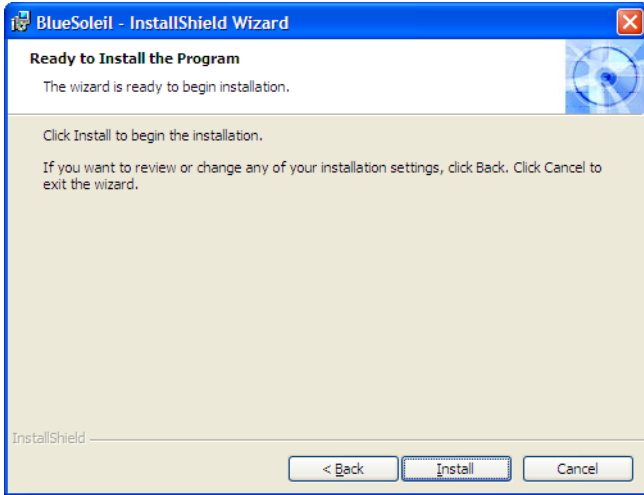 BlueSoleil - InstallShield Wizard
Ready to Install the Program
The wizard is ready to begin installation.
Click Install to begin the installation.
If you want to review or change any of your installation settings, click Back. Click Cancel to
exit the wizard.
InstallShield
< Back Install Cancel